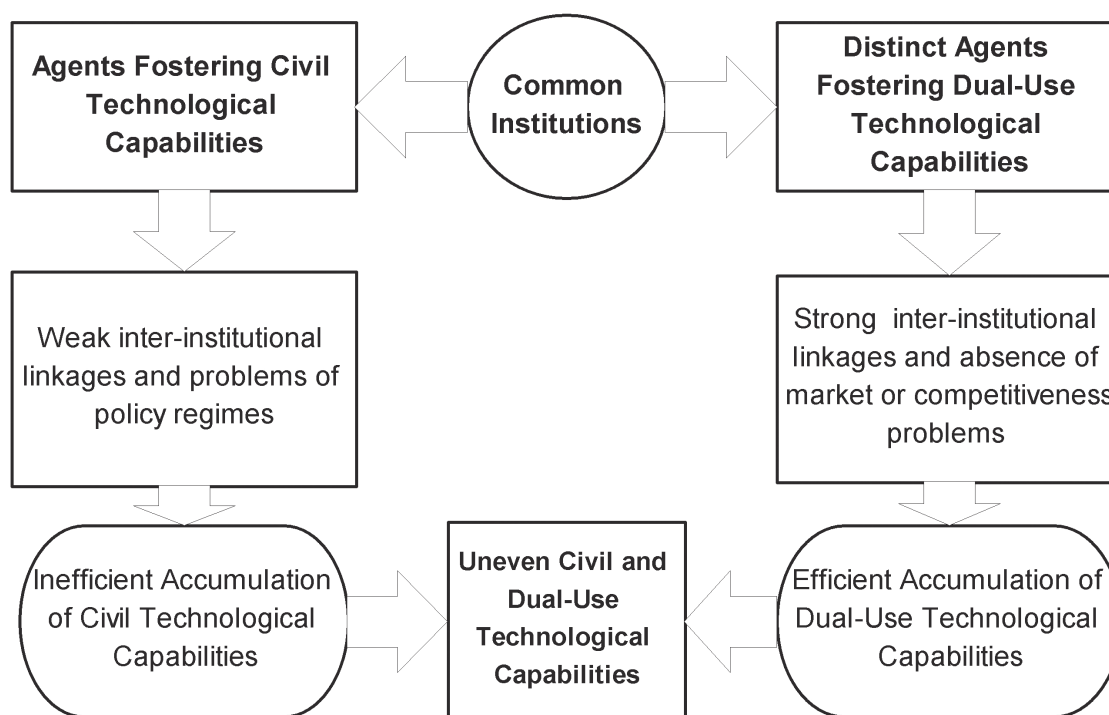 Agents Fostering Civil
Technological
Capabilities
Common
Institutions
Distinct Agents
Fostering Dual-Use
Technological
Capabilities
Weak inter-institutional
linkages and problems of
policy regimes
Strong inter-institutional
linkages and absence of
market or competitiveness
problems
Inefficient Accumulation
of Civil Technological
Capabilities
Uneven Civil and
Dual-Use
Technological
Capabilities
Efficient Accumulation of
Dual-Use Technological
Capabilities